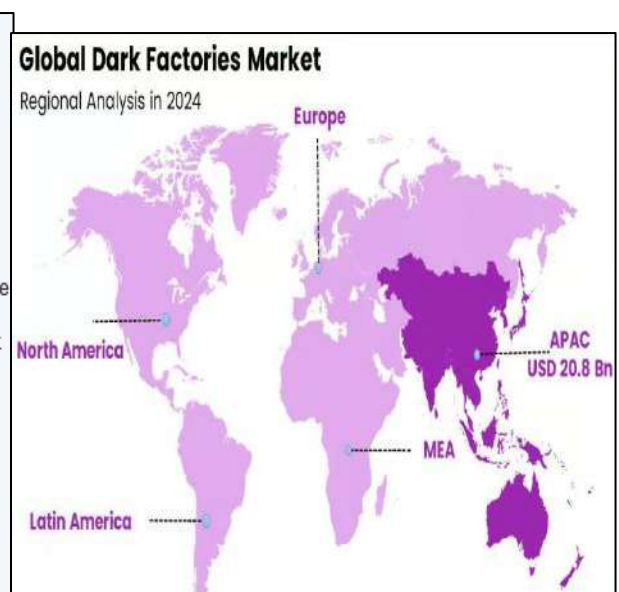 Global Dark Factories Market
Regional Analysis in 2024
Europe
North America
APAC
USD 20.8 Bn
MEA
Latin America